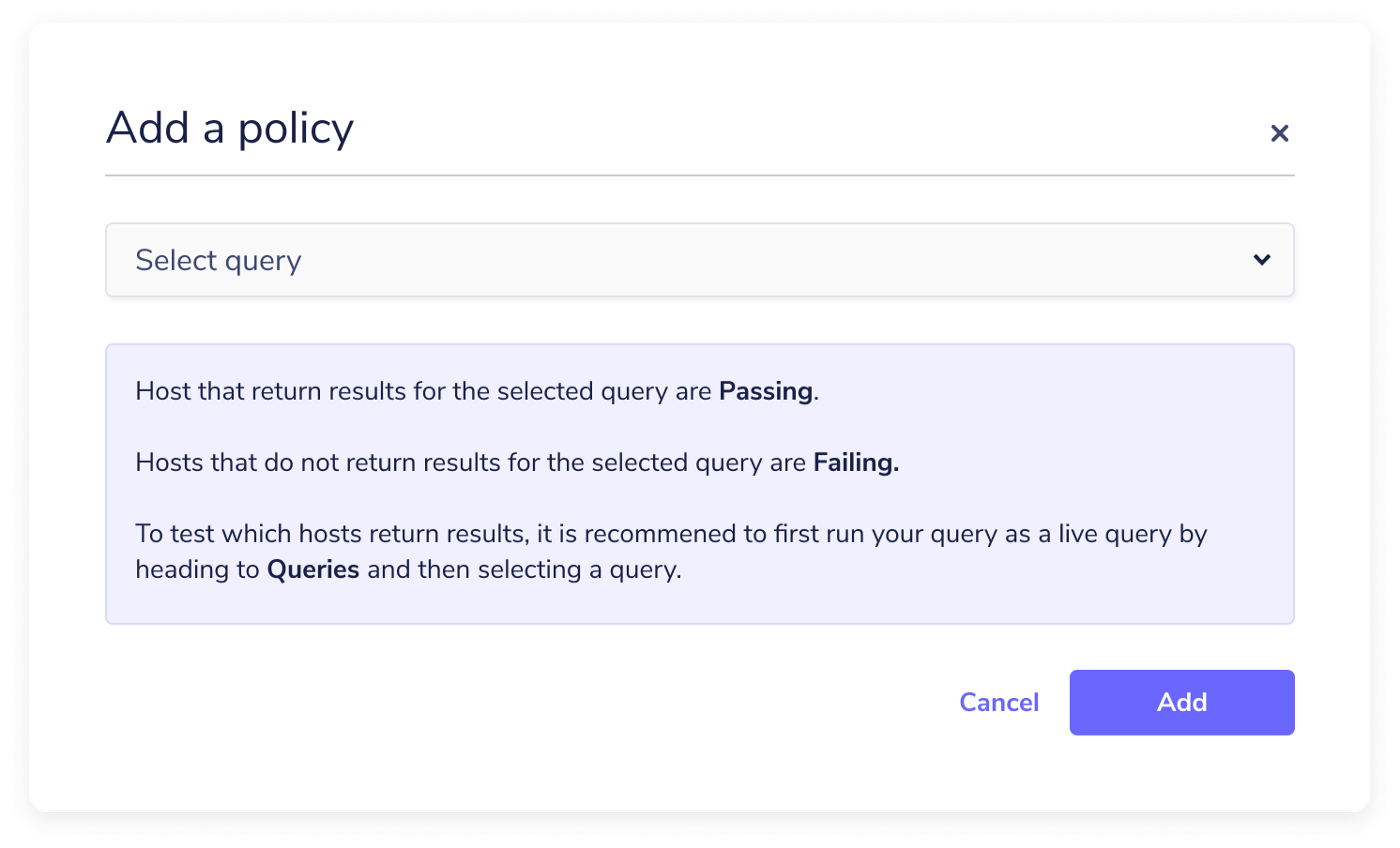 Add a policy
Select query
Host that return results for the selected query are Passing.
Hosts that do not return results for the selected query are Failing.
To test which hosts return results, it is recommened to first run your query as a live query by
heading to Queries and then selecting a query.
Cancel
Add